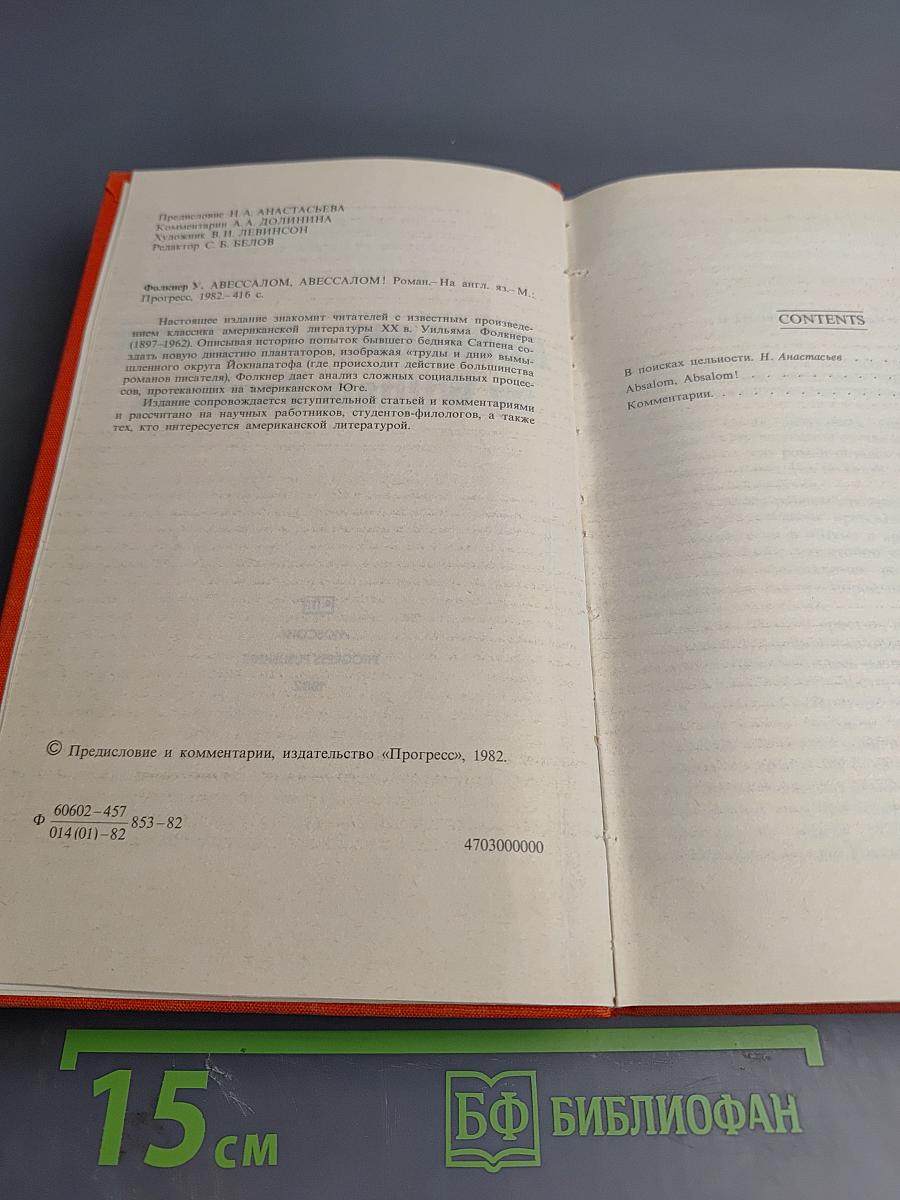 Предисловие Н. А. АНАСТАСЬЕВА
Комментарии А. А. ДОЛИНИНА
Художник В. И. ЛЕВИНСОН
Редактор С. Б. БЕЛОВ
Фолкнер У. АВЕССАЛОМ, АВЕССАЛОМ! Роман.– На англ. яз.– М.:
Прогресс, 1982.– 416 с.
Настоящее издание знакомит читателей с известным произведе-
нием классика американской литературы XX в. Уильяма Фолкнера
(1897–1962). Описывая историю попыток бывшего бедняка Сатпена со-
здать новую династию плантаторов, изображая «труды и дни» вымы-
шленного округа Йокнапатофа (где происходит действие большинства
романов писателя), Фолкнер дает анализ сложных социальных процес-
сов, протекающих на американском Юге.
Издание сопровождается вступительной статьей и комментариями
и рассчитано на научных работников, студентов-филологов, а также
тех, кто интересуется американской литературой.
MOSCOW
PROGRESS PUBLISHERS
1982
© Предисловие и комментарии, издательство «Прогресс», 1982.
Ф 60602–457
014(01)–82 853–82
4703000000
CONTENTS
В поисках цельности. Н. Анастасьев . . . .
Absalom, Absalom! . . . . . . . . . . . . .
Комментарии. . . . . . . . . . . . . . .
15 см
БФ БИБЛИОФАН